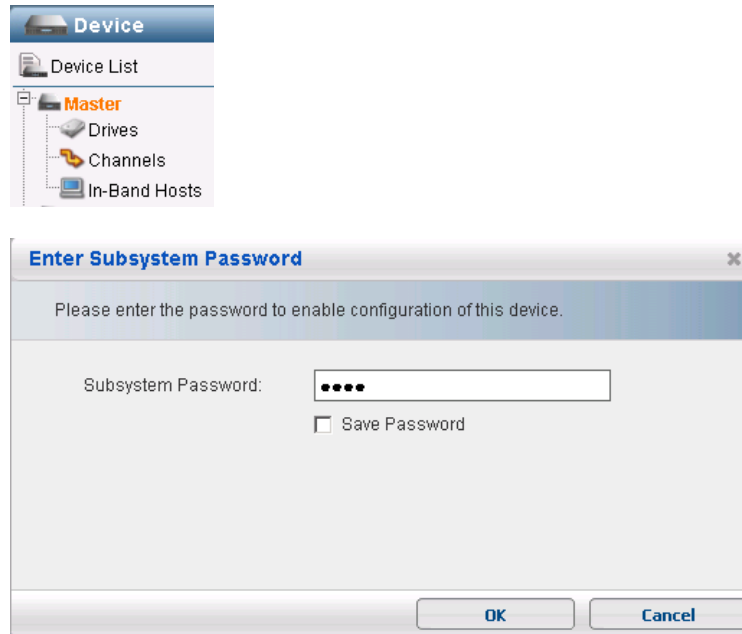 Device
Device List
Master
Drives
Channels
In-Band Hosts
Enter Subsystem Password
Please enter the password to enable configuration of this device.
Subsystem Password: ••••
Save Password
OK Cancel